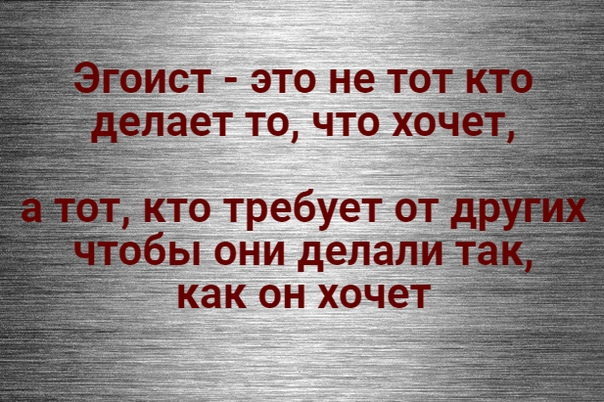 Эгоист - это не тот кто
делает то, что хочет,
а тот, кто требует от других
чтобы они делали так,
как он хочет